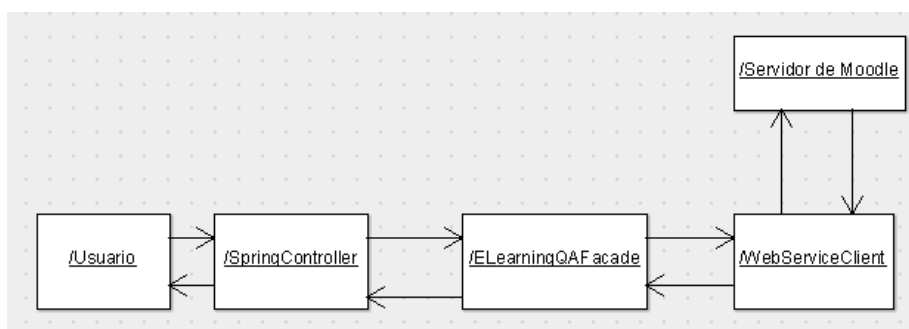 /Servidor de Moodle
/Usuario
/SpringController
/ELearningQAFacade
/WebServiceClient